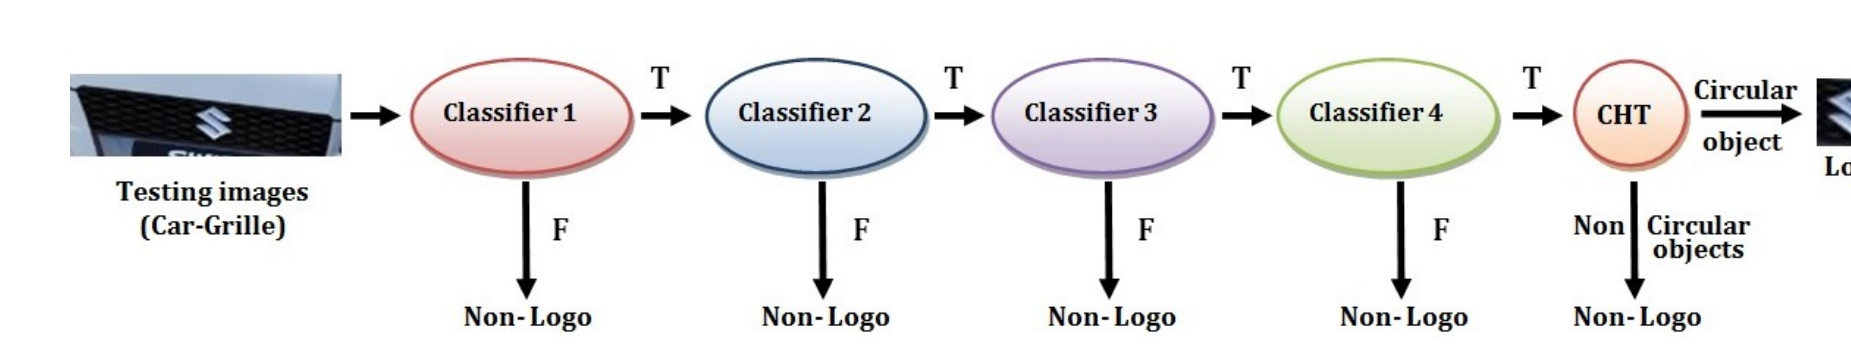 T
T
T
T
Classifier 1
Classifier 2
Classifier 3
Classifier 4
CHT
Circular
object
Testing images
(Car-Grille)
F
F
F
F
Non
Circular
objects
Non-Logo
Non-Logo
Non-Logo
Non-Logo
Non-Logo